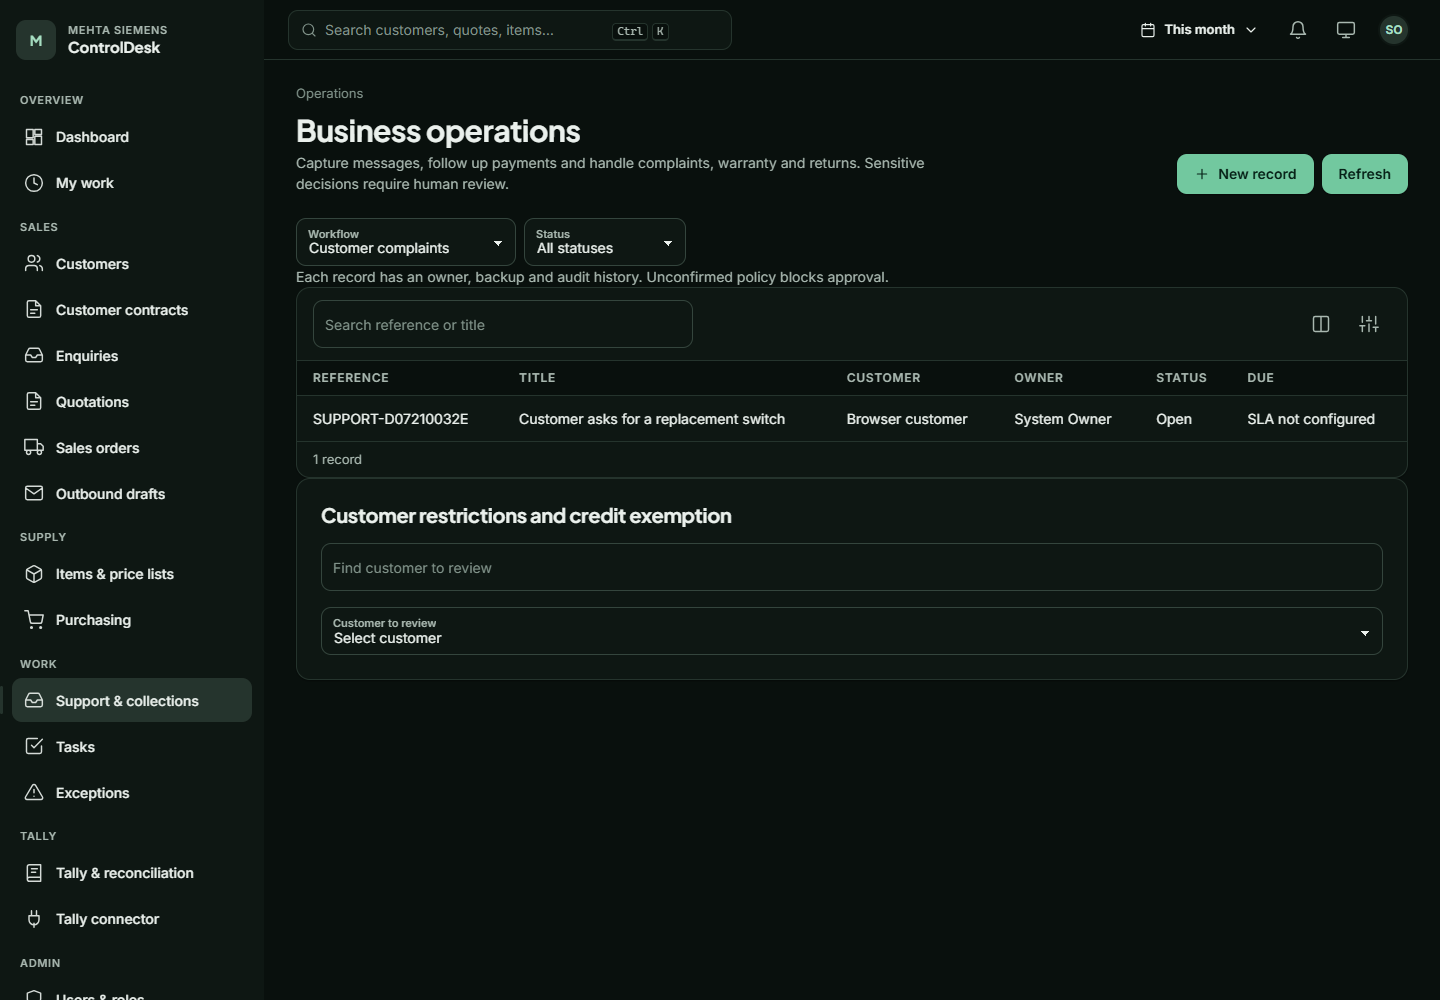 M
MEHTA SIEMENS
ControlDesk
OVERVIEW
Dashboard
My work
SALES
Customers
Customer contracts
Enquiries
Quotations
Sales orders
Outbound drafts
SUPPLY
Items & price lists
Purchasing
WORK
Support & collections
Tasks
Exceptions
TALLY
Tally & reconciliation
Tally connector
ADMIN
Users & roles
Search customers, quotes, items... Ctrl K
This month
SO
Operations
Business operations
Capture messages, follow up payments and handle complaints, warranty and returns. Sensitive
decisions require human review.
New record
Refresh
Workflow
Customer complaints
Status
All statuses
Each record has an owner, backup and audit history. Unconfirmed policy blocks approval.
Search reference or title
REFERENCE TITLE CUSTOMER OWNER STATUS DUE
SUPPORT-D07210032E Customer asks for a replacement switch Browser customer System Owner Open SLA not configured
1 record
Customer restrictions and credit exemption
Find customer to review
Customer to review
Select customer